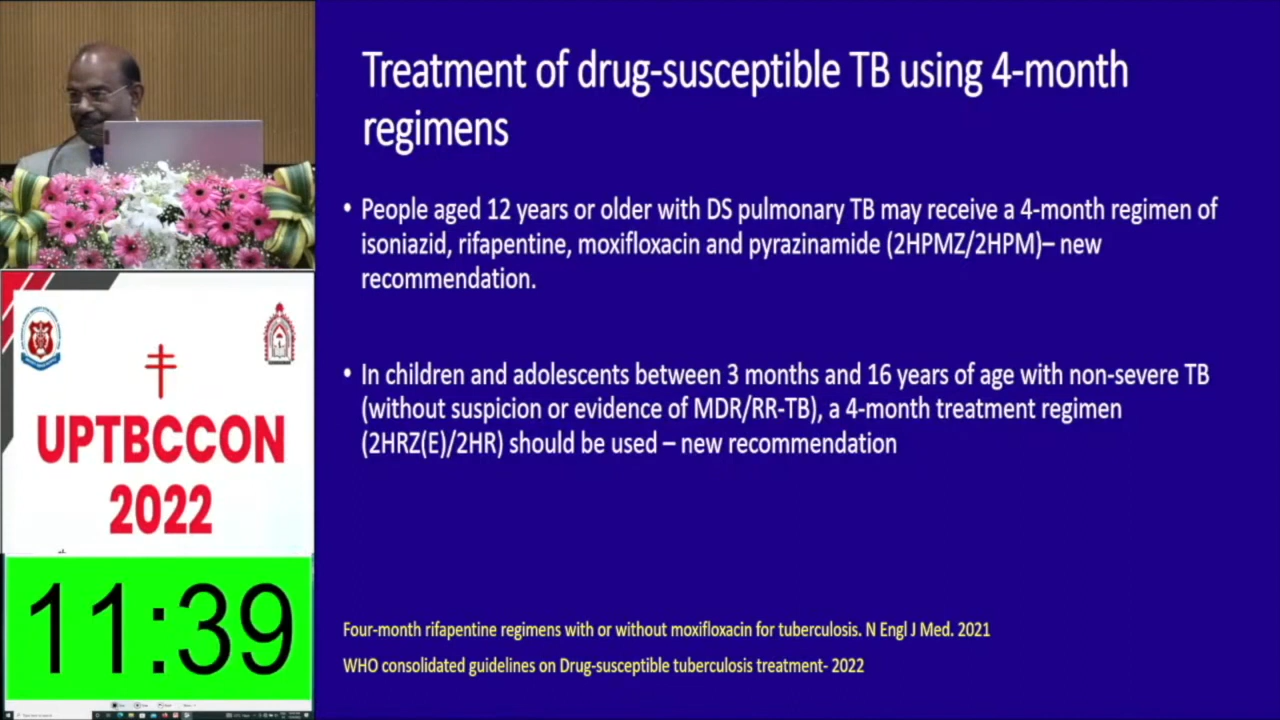 Treatment of drug-susceptible TB using 4-month
regimens
• People aged 12 years or older with DS pulmonary TB may receive a 4-month regimen of
isoniazid, rifapentine, moxifloxacin and pyrazinamide (2HPMZ/2HPM)– new
recommendation.
• In children and adolescents between 3 months and 16 years of age with non-severe TB
(without suspicion or evidence of MDR/RR-TB), a 4-month treatment regimen
(2HRZ(E)/2HR) should be used – new recommendation
Four-month rifapentine regimens with or without moxifloxacin for tuberculosis. N Engl J Med. 2021
WHO consolidated guidelines on Drug-susceptible tuberculosis treatment- 2022
UPTBCCON
2022
11:39